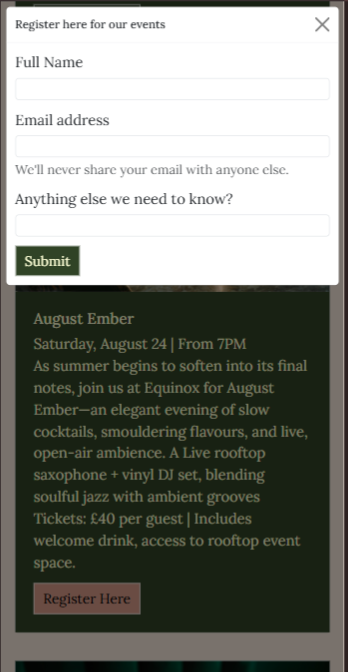 Register here for our events
Full Name
Email address
We'll never share your email with anyone else.
Anything else we need to know?
Submit
August Ember
Saturday, August 24 | From 7PM
As summer begins to soften into its final
notes, join us at Equinox for August
Ember—an elegant evening of slow
cocktails, smouldering flavours, and live,
open-air ambience. A Live rooftop
saxophone + vinyl DJ set, blending
soulful jazz with ambient grooves
Tickets: £40 per guest | Includes
welcome drink, access to rooftop event
space.
Register Here